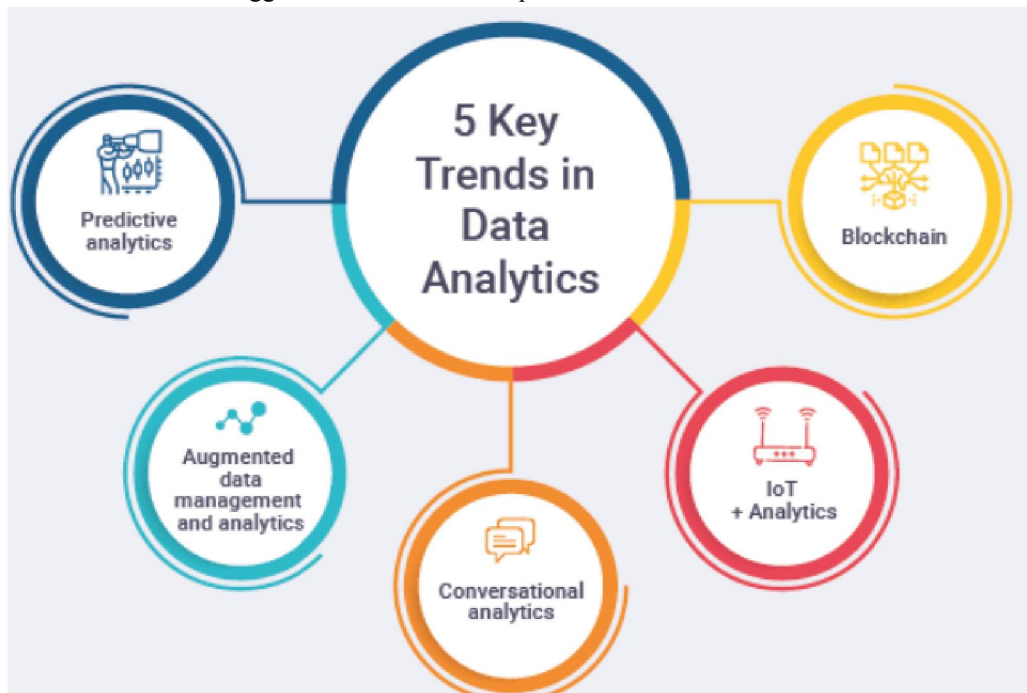 5 Key
Trends in
Data
Analytics
Predictive
analytics
Blockchain
Augmented
data
management
and analytics
IoT
+ Analytics
Conversational
analytics